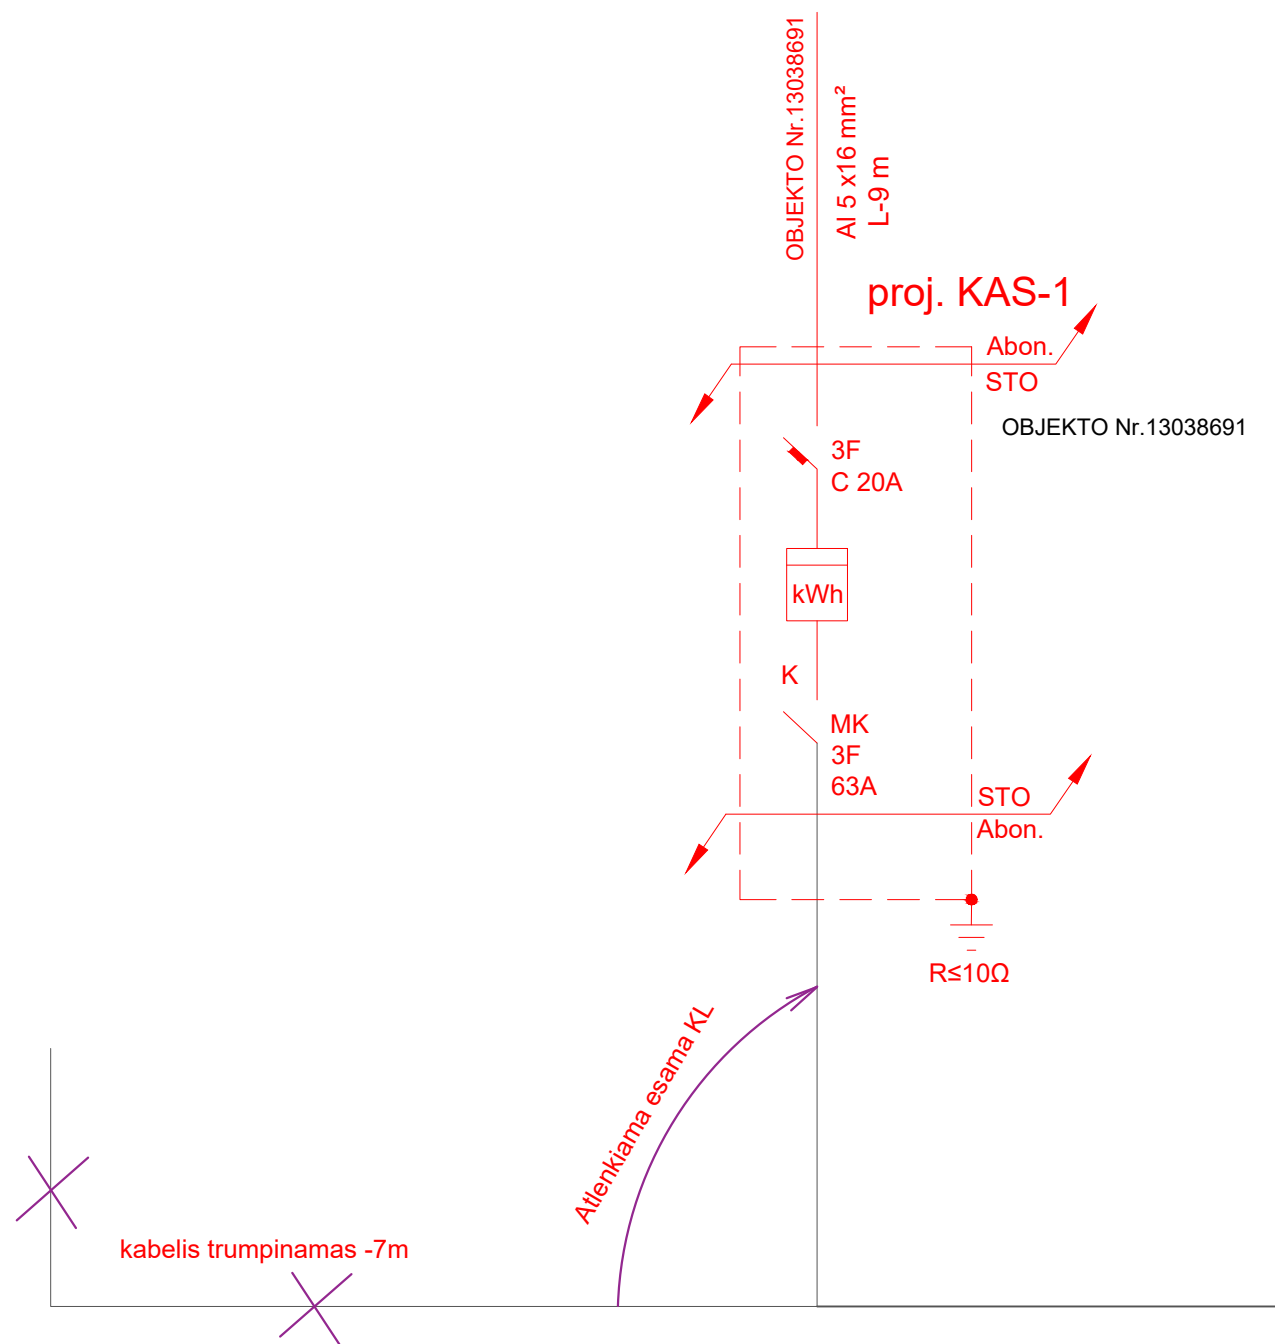 OBJEKTO Nr.13038691
Al 5 x16 mm²
L-9 m
proj. KAS-1
Abon.
STO
OBJEKTO Nr.13038691
3F
C 20A
kWh
K
MK
3F
63A
STO
Abon.
R≤10Ω
Atlenkiama esama KL
kabelis trumpinamas -7m